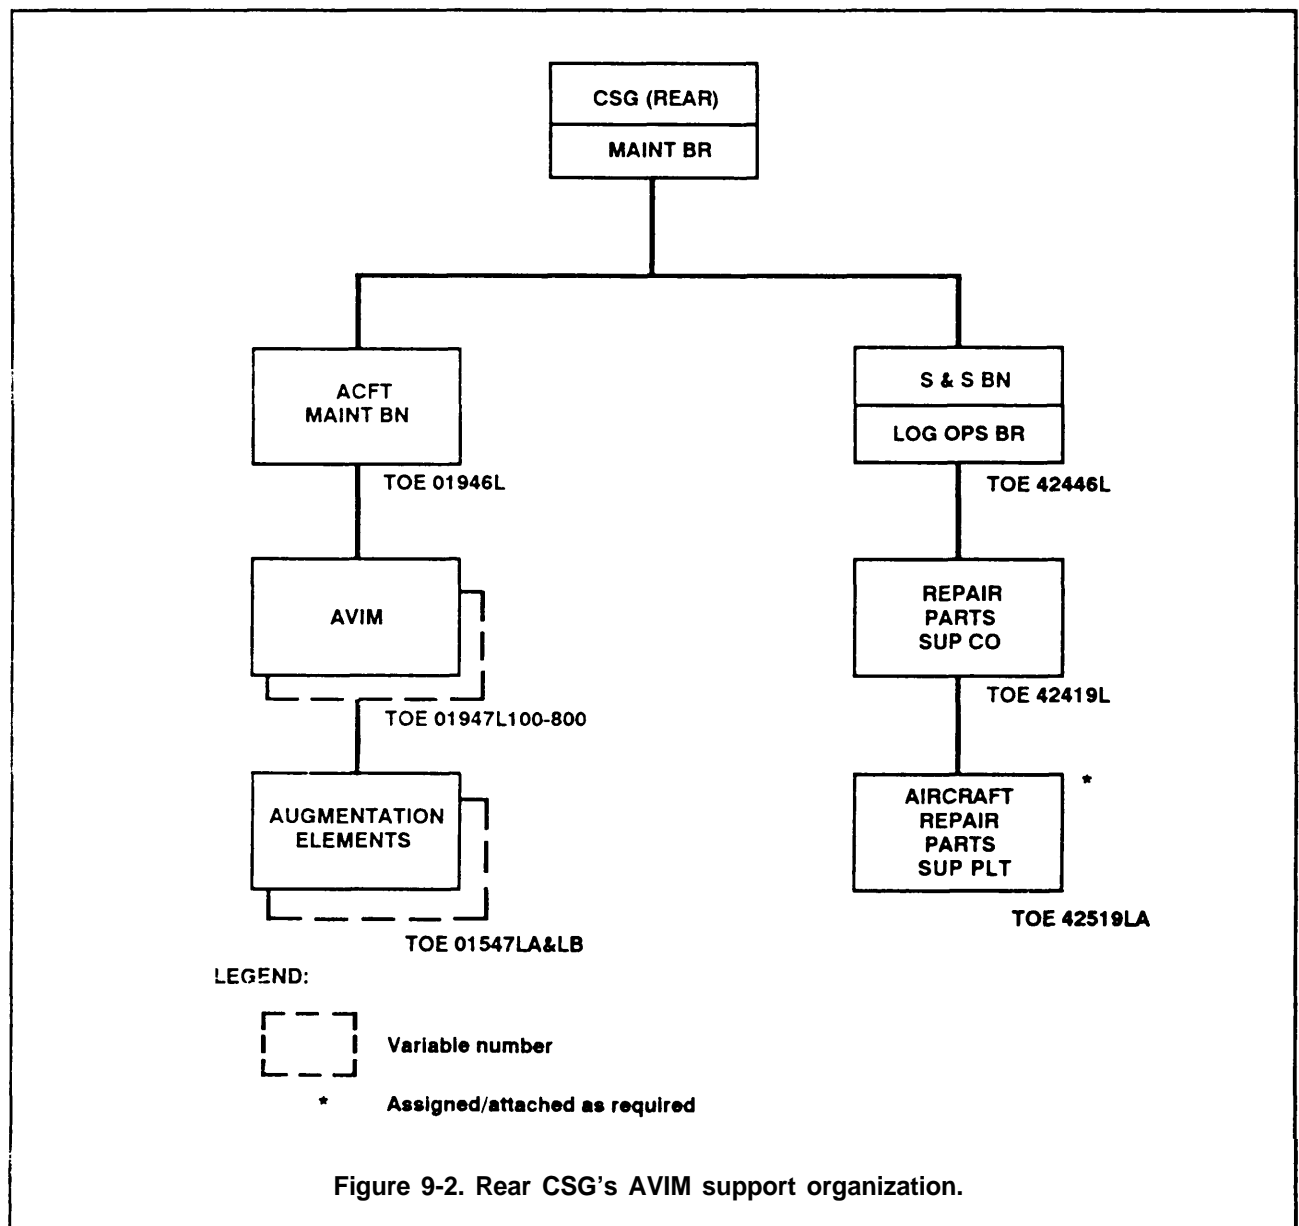 CSG (REAR)
MAINT BR
ACFT
MAINT BN
TOE 01946L
S & S BN
LOG OPS BR
TOE 42446L
AVIM
TOE 01947L100-800
REPAIR
PARTS
SUP CO
TOE 42419L
AUGMENTATION
ELEMENTS
TOE 01547LA&LB
*
AIRCRAFT
REPAIR
PARTS
SUP PLT
TOE 42519LA
LEGEND:
Variable number
* Assigned/attached as required
Figure 9-2. Rear CSG's AVIM support organization.